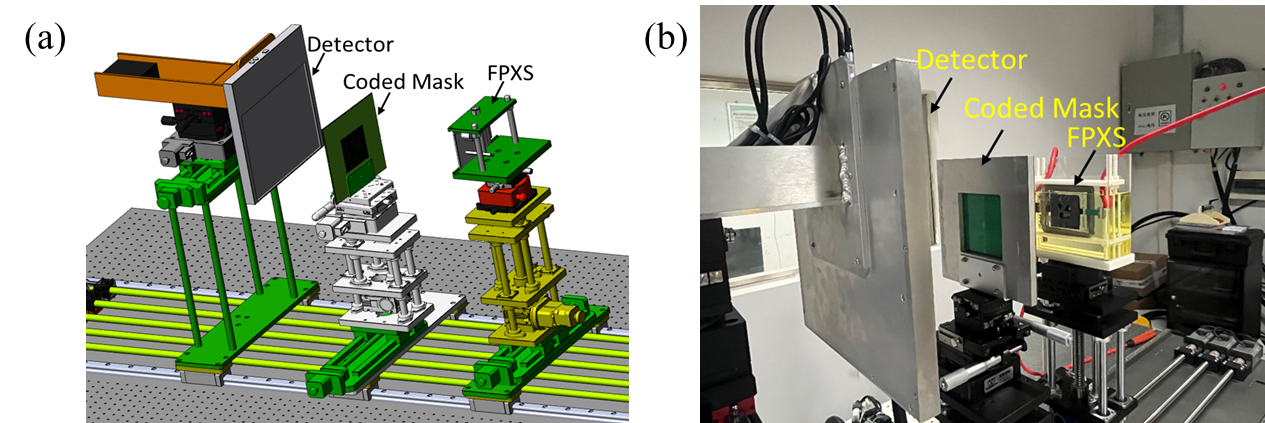 (a)
Detector
Coded Mask
FPXS
(b)
Detector
Coded Mask
FPXS